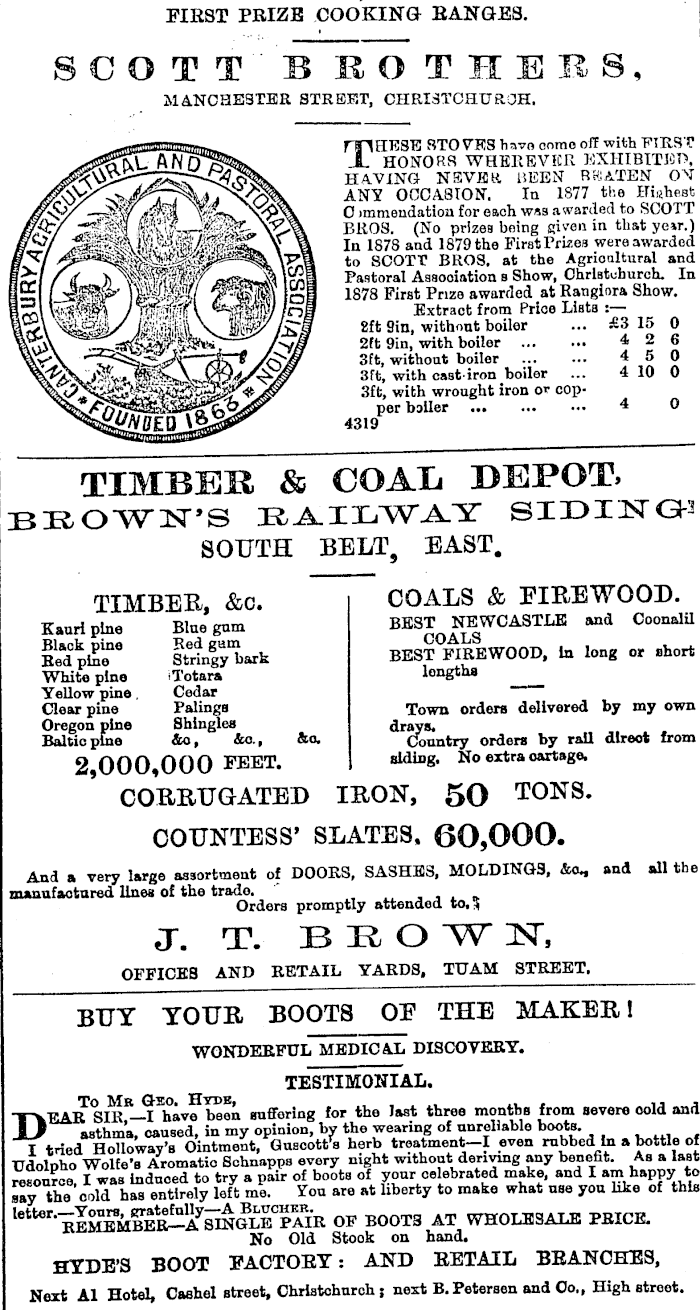 FIRST PRIZE COOKING RANGES.
SCOTT BROTHERS,
MANCHESTER STREET, CHRISTCHURCH.
CANTERBURY AGRICULTURAL AND PASTORAL ASSOCIATION
FOUNDED 1863
THESE STOVES have come off with FIRST
HONORS WHEREVER EXHIBITED,
HAVING NEVER BEEN BEATEN ON
ANY OCCASION. In 1877 the Highest
Commendation for each was awarded to SCOTT
BROS. (No prizes being given in that year.)
In 1878 and 1879 the First Prizes were awarded
to SCOTT BROS. at the Agricultural and
Pastoral Association s Show, Christchurch. In
1878 First Prize awarded at Rangiora Show.
Extract from Price Lists :—
2ft 9in, without boiler ... £3 15 0
2ft 9in, with boiler ... ... 4 2 6
3ft, without boiler ... ... 4 5 0
3ft, with cast-iron boiler ... 4 10 0
3ft, with wrought iron or cop-
per boiler ... ... ... 4 0
4319
TIMBER & COAL DEPOT,
BROWN'S RAILWAY SIDING
SOUTH BELT, EAST.
TIMBER, &c.
Kauri pine Blue gum
Black pine Red gum
Red pine Stringy bark
White pine Totara
Yellow pine Cedar
Clear pine Palings
Oregon pine Shingles
Baltic pine &c, &c., &c.
2,000,000 FEET.
COALS & FIREWOOD.
BEST NEWCASTLE and Coonalil
COALS
BEST FIREWOOD, in long or short
lengths
Town orders delivered by my own
drays.
Country orders by rail direct from
siding. No extra cartage.
CORRUGATED IRON, 50 TONS.
COUNTESS' SLATES. 60,000.
And a very large assortment of DOORS, SASHES, MOLDINGS, &c., and all the
manufactured lines of the trade.
Orders promptly attended to.
J. T. BROWN,
OFFICES AND RETAIL YARDS, TUAM STREET.
BUY YOUR BOOTS OF THE MAKER!
WONDERFUL MEDICAL DISCOVERY.
TESTIMONIAL.
To Mr Geo. Hyde,
DEAR SIR,—I have been suffering for the last three months from severe cold and
asthma, caused, in my opinion, by the wearing of unreliable boots.
I tried Holloway's Ointment, Guscott's herb treatment—I even rubbed in a bottle of
Udolpho Wolfe's Aromatic Schnapps every night without deriving any benefit. As a last
resource, I was induced to try a pair of boots of your celebrated make, and I am happy to
say the cold has entirely left me. You are at liberty to make what use you like of this
letter.—Yours, gratefully—A Blucher.
REMEMBER—A SINGLE PAIR OF BOOTS AT WHOLESALE PRICE.
No Old Stock on hand.
HYDE'S BOOT FACTORY: AND RETAIL BRANCHES,
Next A1 Hotel, Cashel street, Christchurch; next B. Petersen and Co., High street.